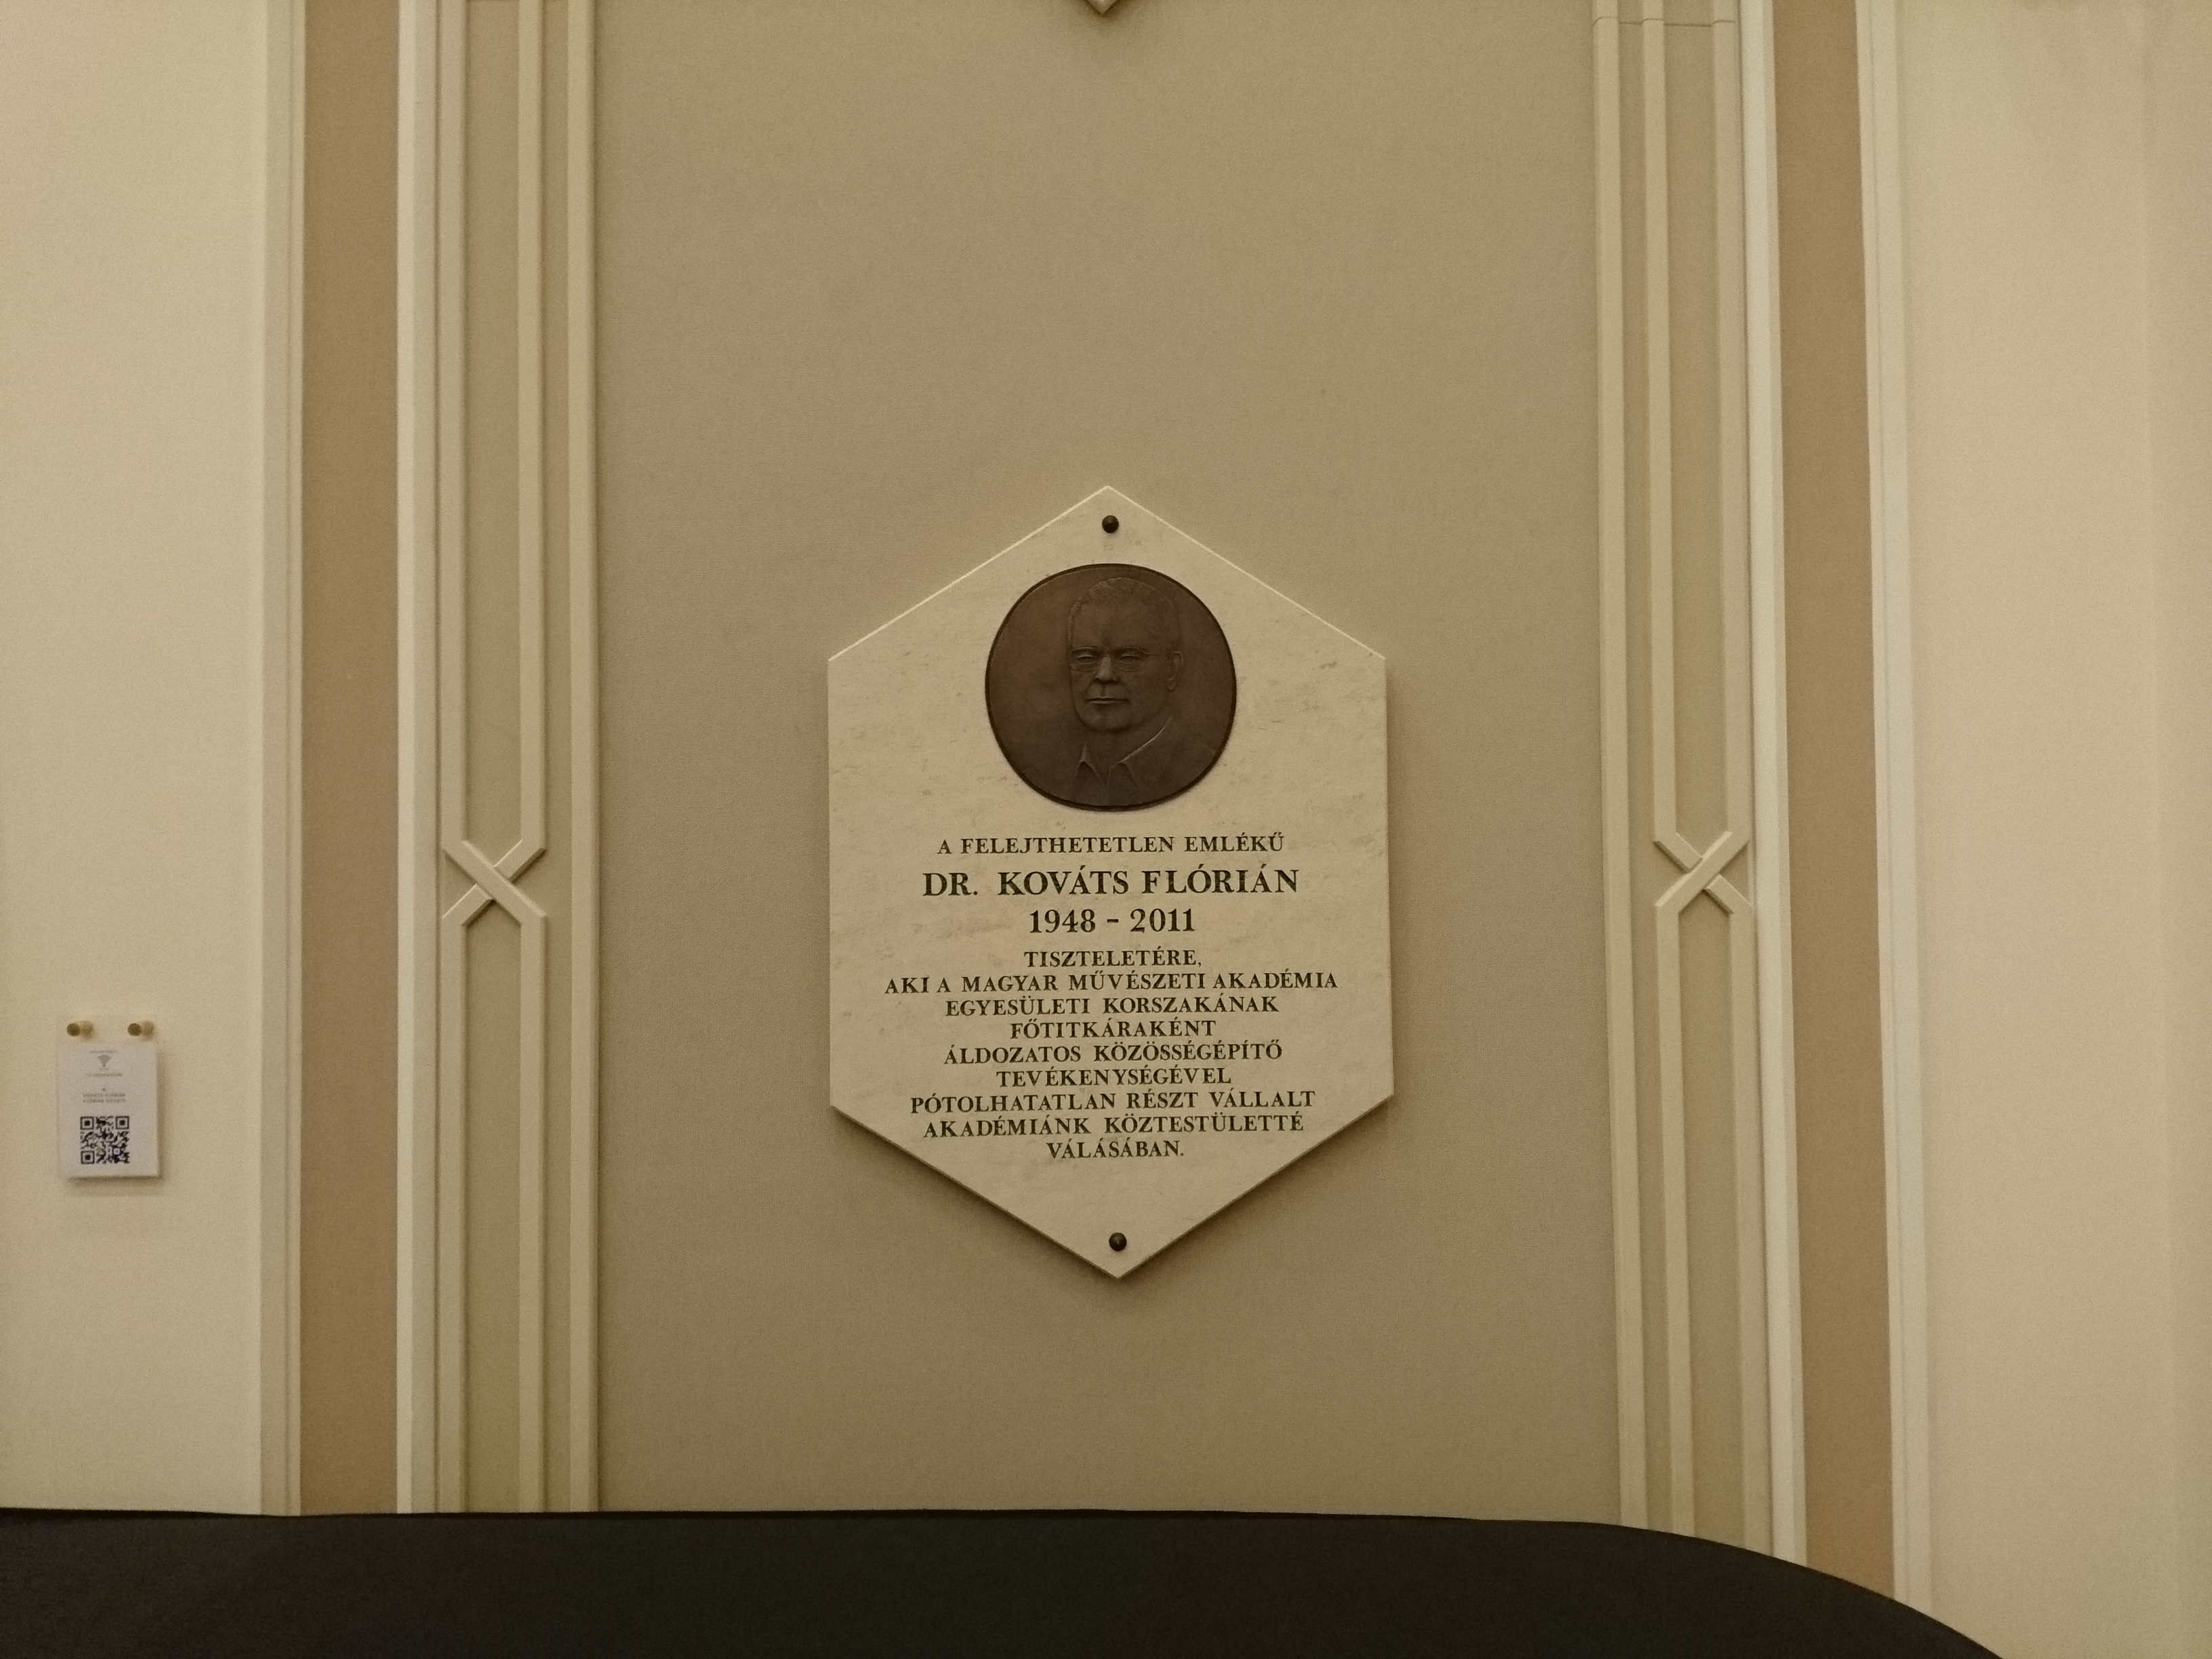 A FELEJTHETETLEN EMLÉKŰ
DR. KOVÁTS FLÓRIÁN
1948 - 2011
TISZTELETÉRE,
AKI A MAGYAR MŰVÉSZETI AKADÉMIA
EGYESÜLETI KORSZAKÁNAK
FŐTITKÁRAKÉNT
ÁLDOZATOS KÖZÖSSÉGÉPÍTŐ
TEVÉKENYSÉGÉVEL
PÓTOLHATATLAN RÉSZT VÁLLALT
AKADÉMIÁNK KÖZTESTÜLETTÉ
VÁLÁSÁBAN.